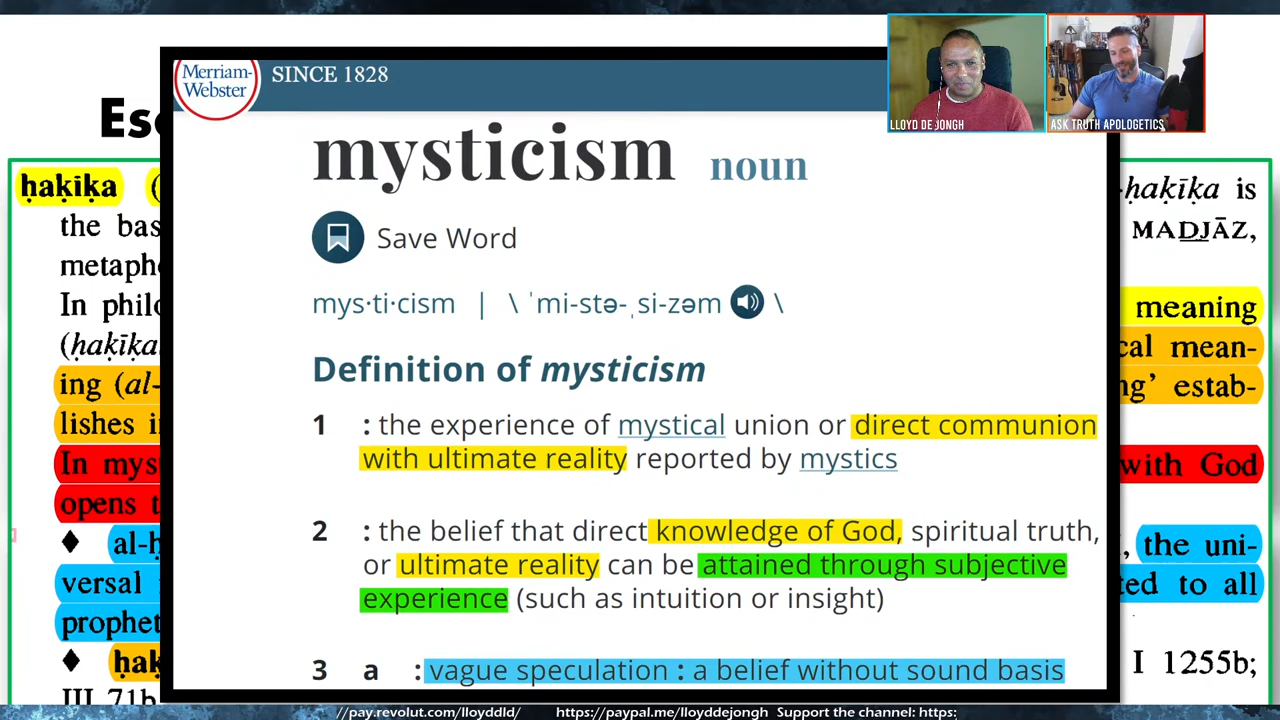 LLOYD DE JONGH
ASK TRUTH APOLOGETICS
Merriam-
Webster
SINCE 1828
mysticism noun
Save Word
mys·ti·cism | \ ˈmi-stə-ˌsi-zəm \
Definition of mysticism
1 : the experience of mystical union or direct communion
with ultimate reality reported by mystics
2 : the belief that direct knowledge of God, spiritual truth,
or ultimate reality can be attained through subjective
experience (such as intuition or insight)
3 a : vague speculation : a belief without sound basis
ḥaḳīḳa (
the bas
metaph
In philo
(ḥaḳīḳa
ing (al-
lishes i
In mys
opens t
♦ al-ḥ
versal
prophet
♦ ḥaḳ
III 71b
-ḥaḳīḳa is
MADJĀZ,
meaning
cal mean-
ng’ estab-
with God
, the uni-
ted to all
I 1255b;
//pay.revolut.com/lloyddld/ https://paypal.me/lloyddejongh Support the channel: https: